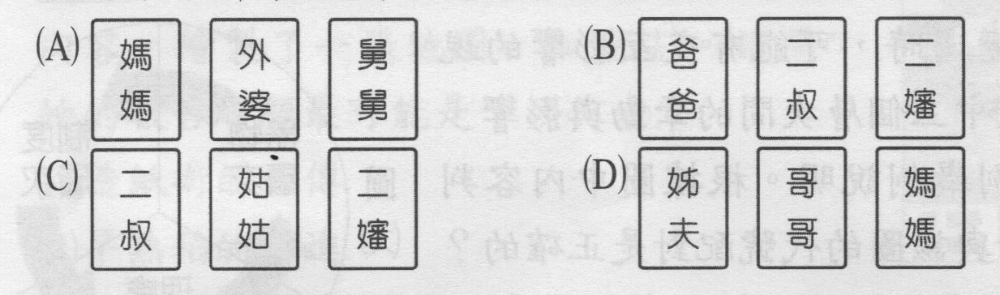 (A) 媽媽 外婆 舅舅
(B) 爸爸 二叔 二嬸
(C) 二叔 姑姑 二嬸
(D) 姊夫 哥哥 媽媽